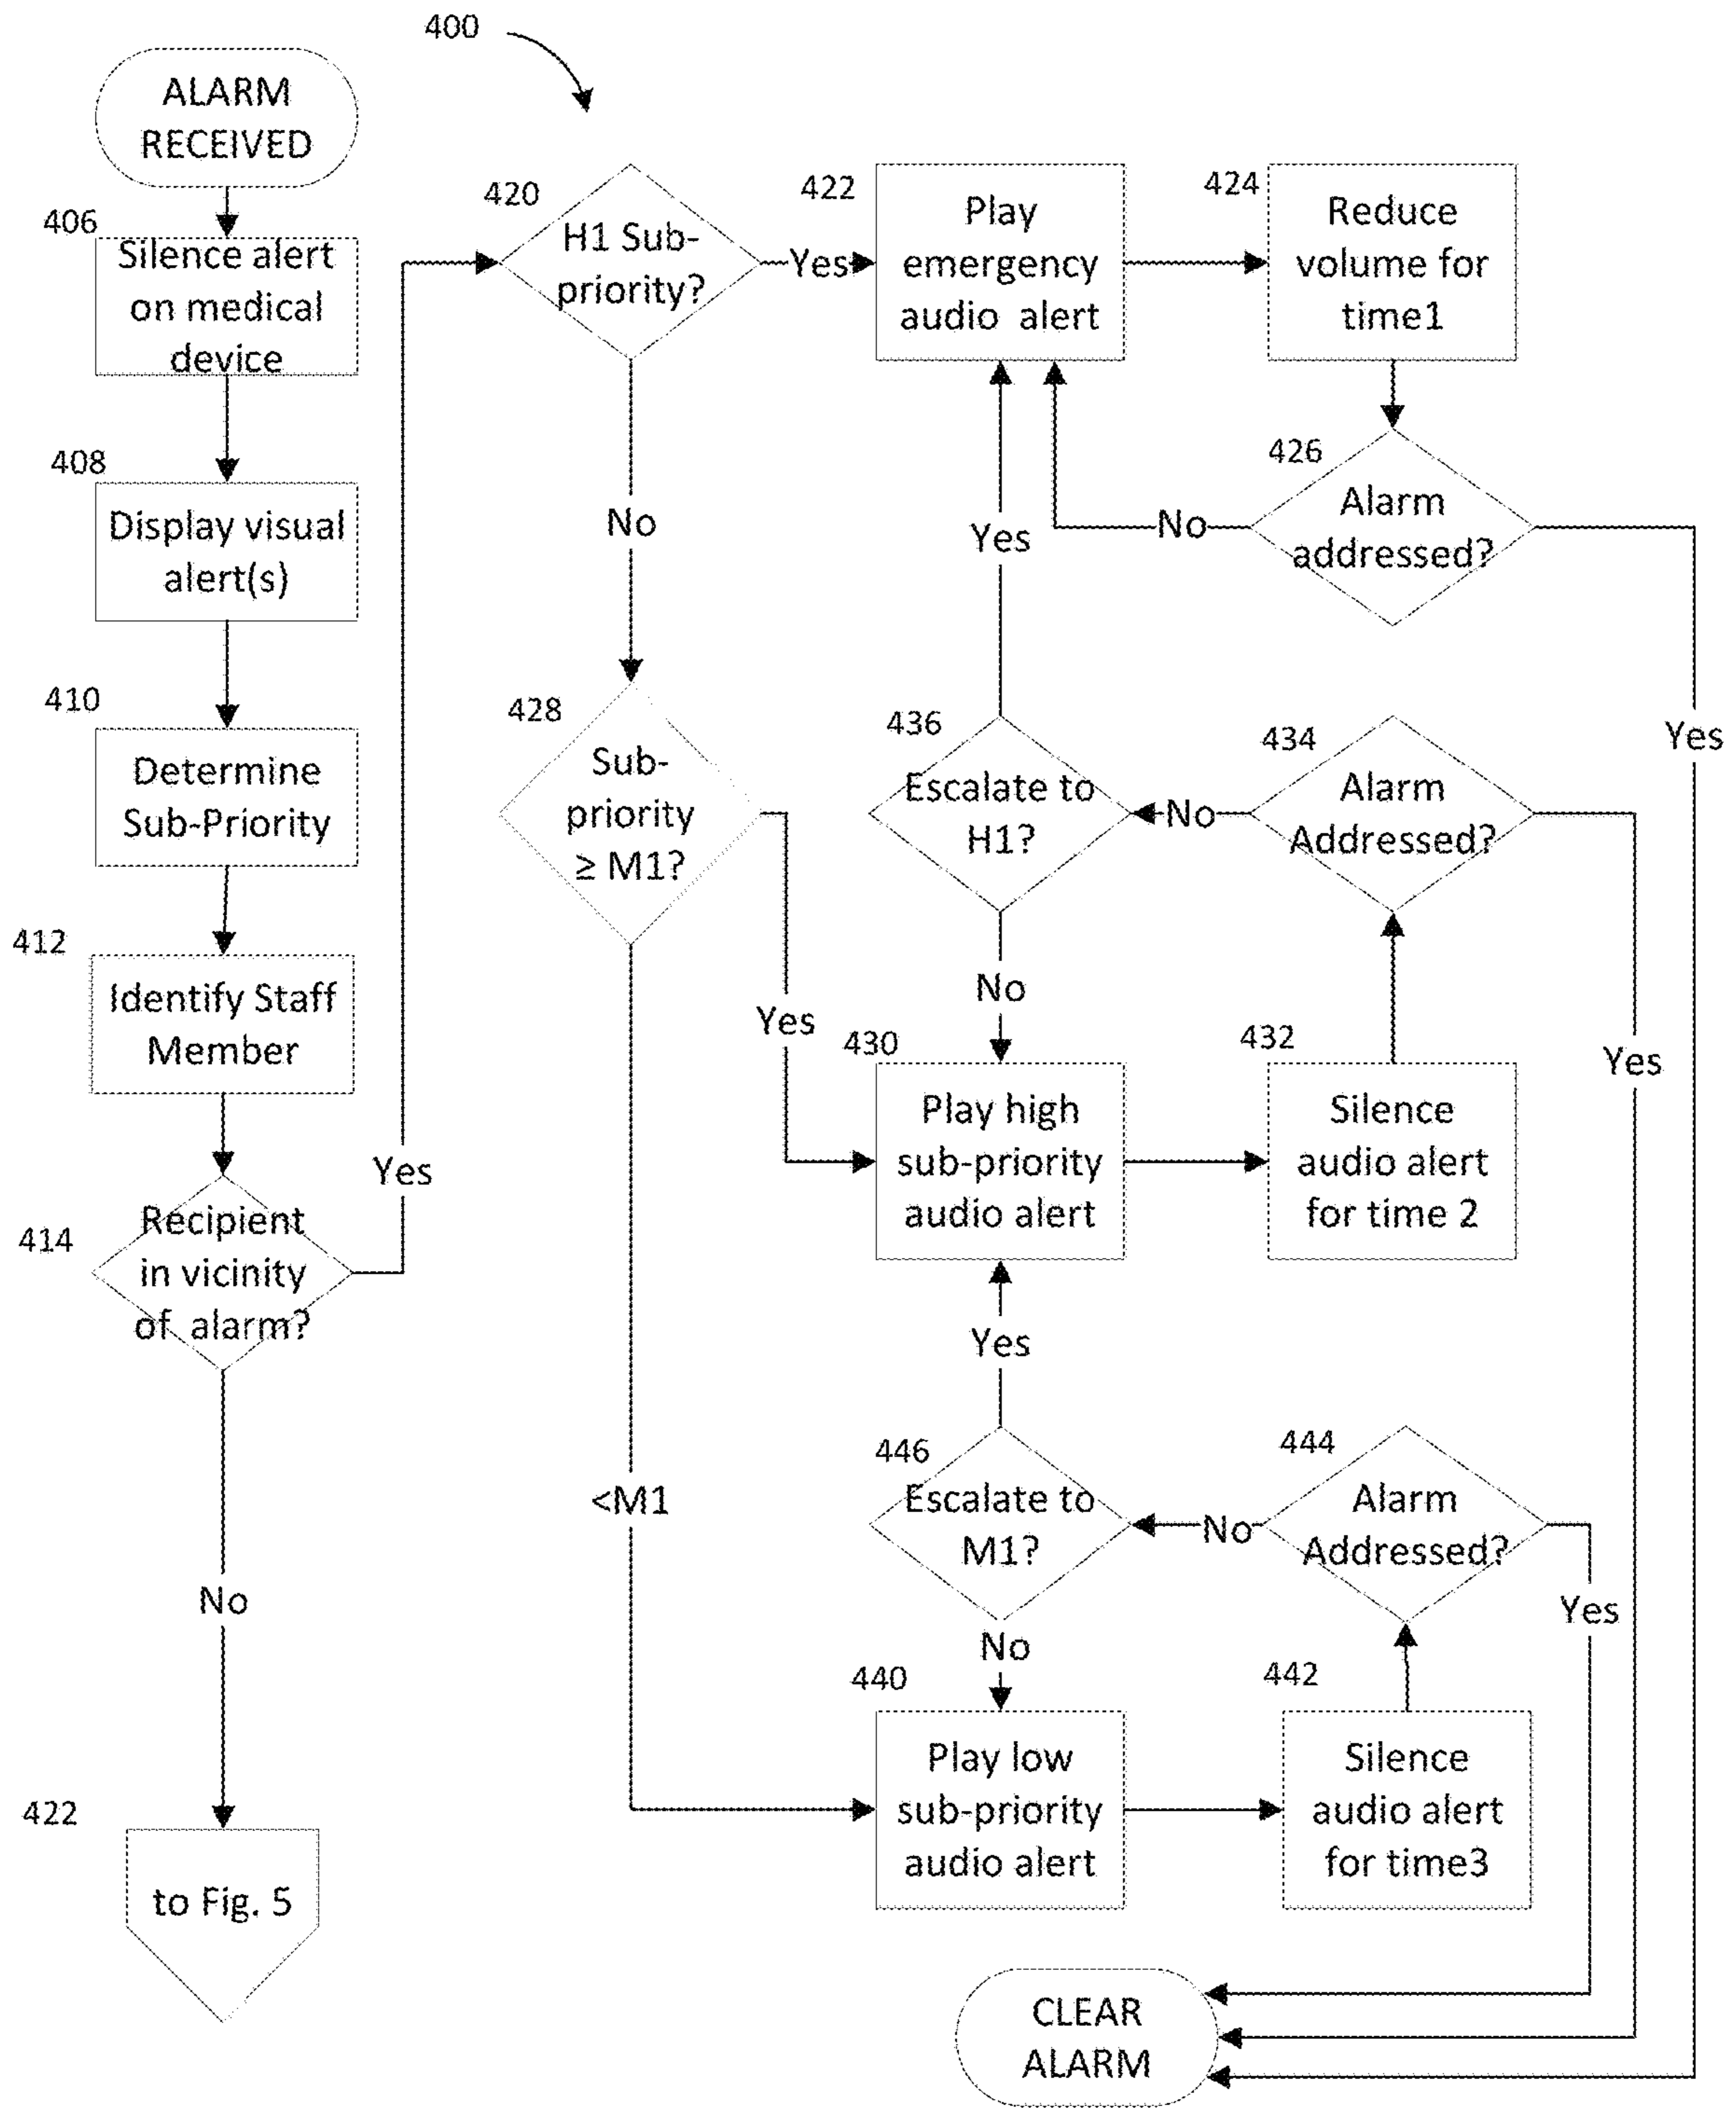 400
ALARM
RECEIVED
406
Silence alert
on medical
device
408
Display visual
alert(s)
410
Determine
Sub-Priority
412
Identify Staff
Member
414
Recipient
in vicinity
of alarm?
Yes
No
422
to Fig. 5
420
H1 Sub-
priority?
Yes
No
422
Play
emergency
audio alert
424
Reduce
volume for
time1
426
Alarm
addressed?
No
Yes
428
Sub-
priority
≥ M1?
Yes
<M1
436
Escalate to
H1?
Yes
No
434
Alarm
Addressed?
No
Yes
430
Play high
sub-priority
audio alert
432
Silence
audio alert
for time 2
446
Escalate to
M1?
Yes
No
444
Alarm
Addressed?
No
Yes
440
Play low
sub-priority
audio alert
442
Silence
audio alert
for time3
CLEAR
ALARM